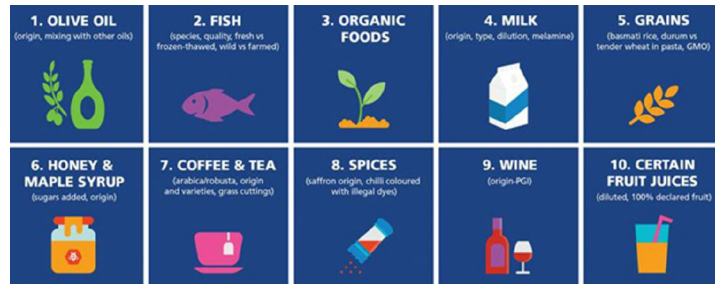 1. OLIVE OIL
(origin, mixing with other oils)
2. FISH
(species, quality, fresh vs
frozen-thawed, wild vs farmed)
3. ORGANIC
FOODS
4. MILK
(origin, type, dilution, melamine)
5. GRAINS
(basmati rice, durum vs
tender wheat in pasta, GMO)
6. HONEY &
MAPLE SYRUP
(sugars added, origin)
7. COFFEE & TEA
(arabica/robusta, origin
and varieties, grass cuttings)
8. SPICES
(saffron origin, chilli coloured
with illegal dyes)
9. WINE
(origin-PGI)
10. CERTAIN
FRUIT JUICES
(diluted, 100% declared fruit)